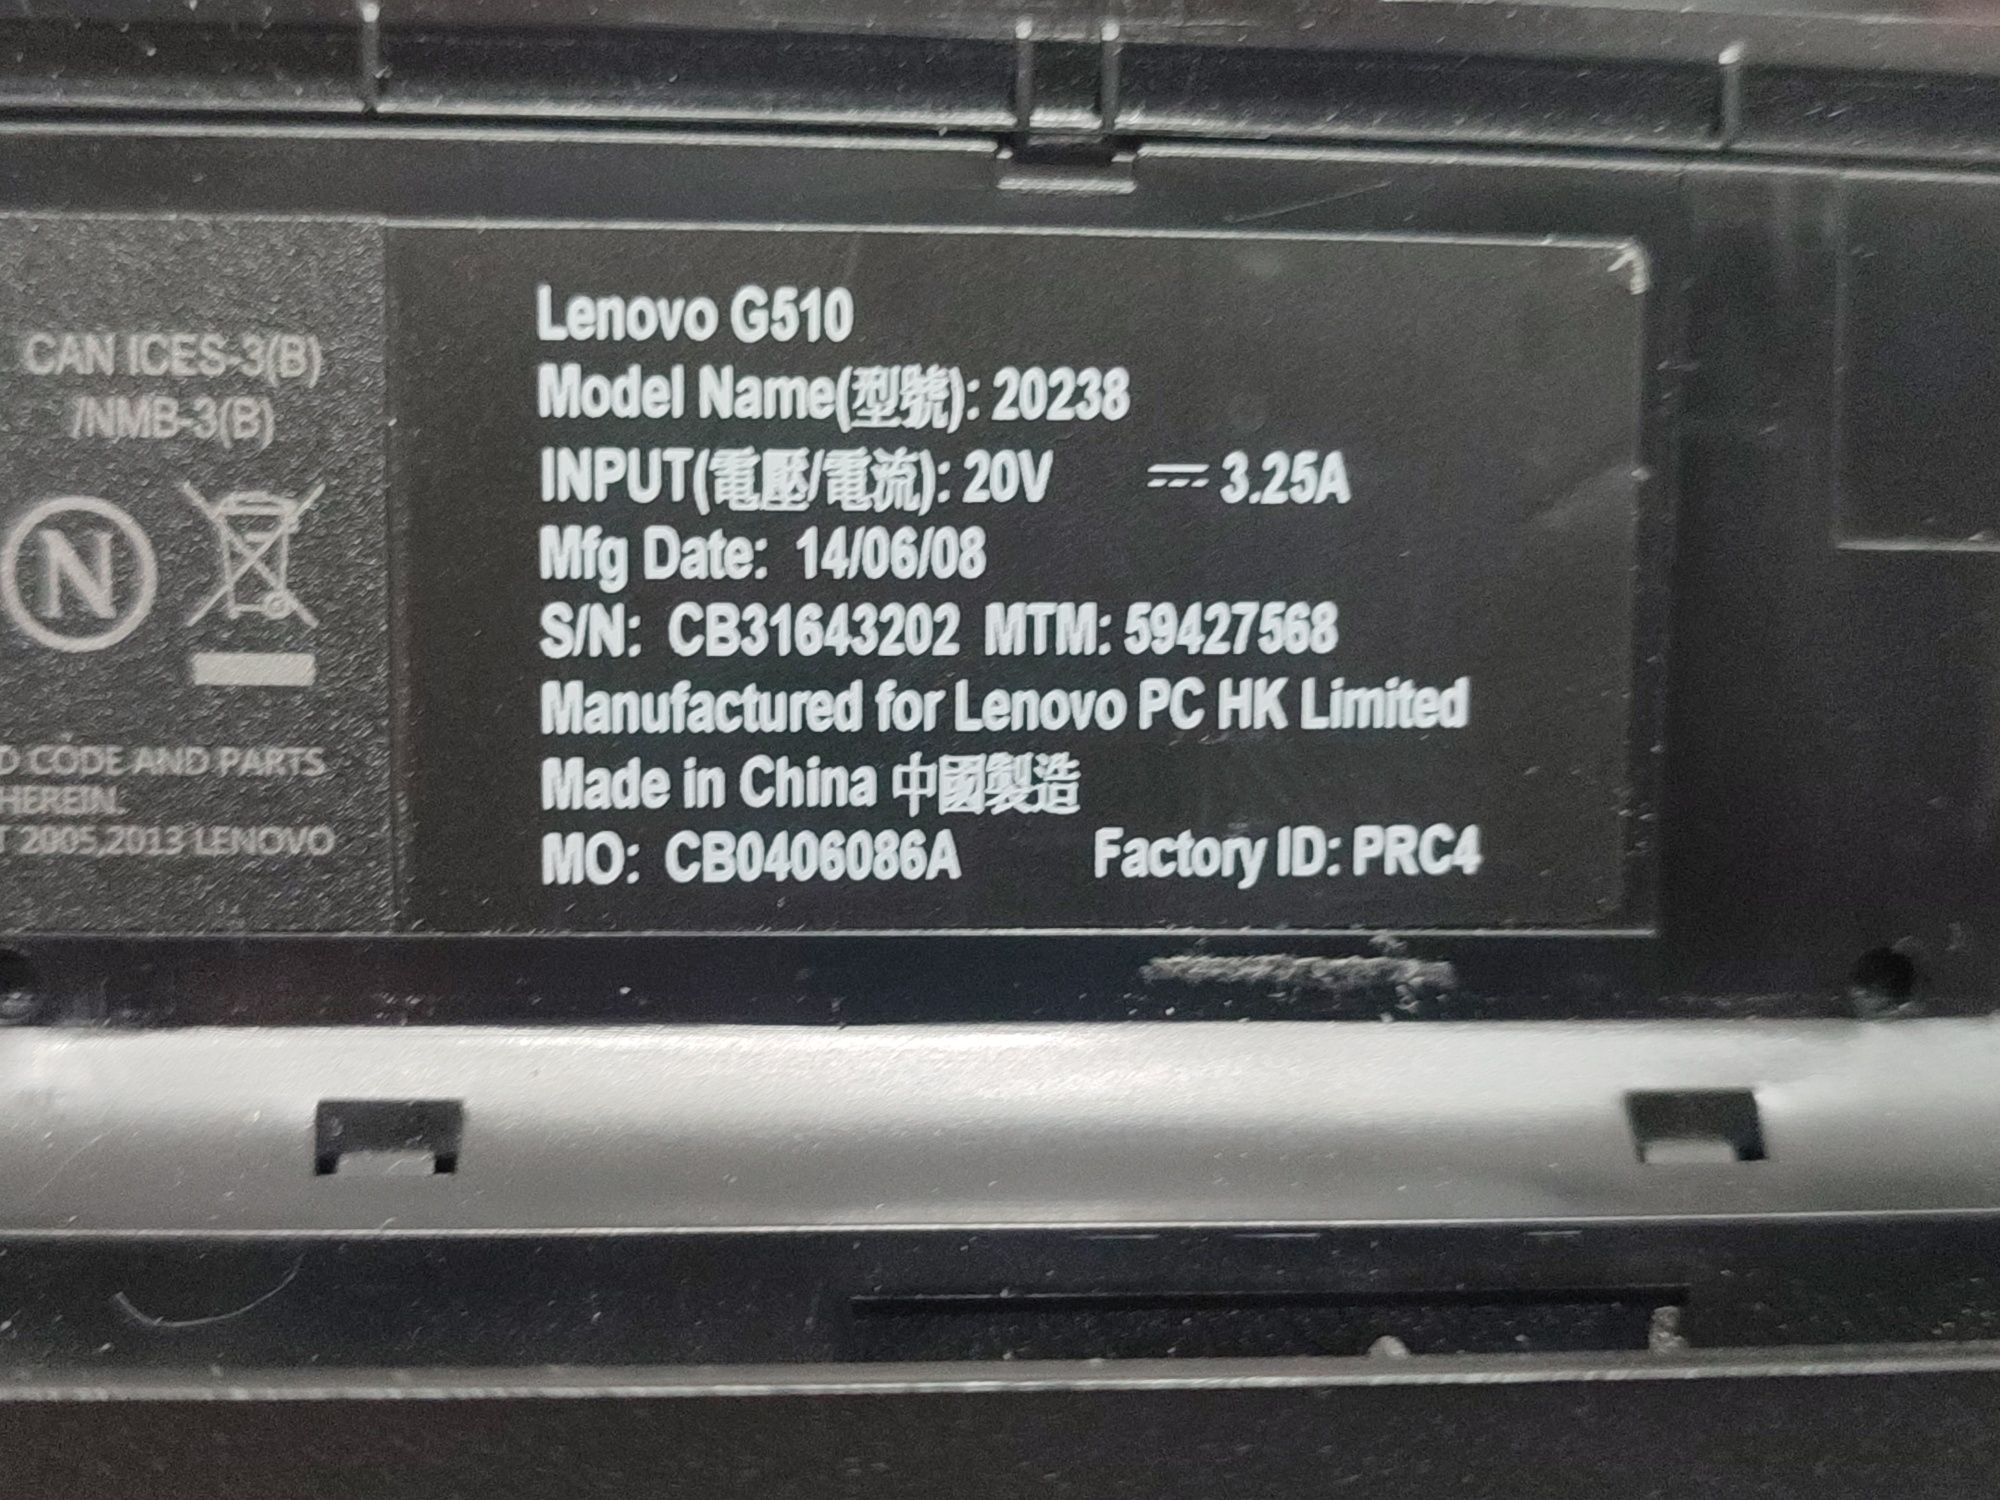 CAN ICES-3(B)
/NMB-3(B)
N
D CODE AND PARTS
HEREIN.
T 2005,2013 LENOVO
Lenovo G510
Model Name(型號): 20238
INPUT(電壓/電流): 20V ⎓ 3.25A
Mfg Date: 14/06/08
S/N: CB31643202 MTM: 59427568
Manufactured for Lenovo PC HK Limited
Made in China 中國製造
MO: CB0406086A Factory ID: PRC4